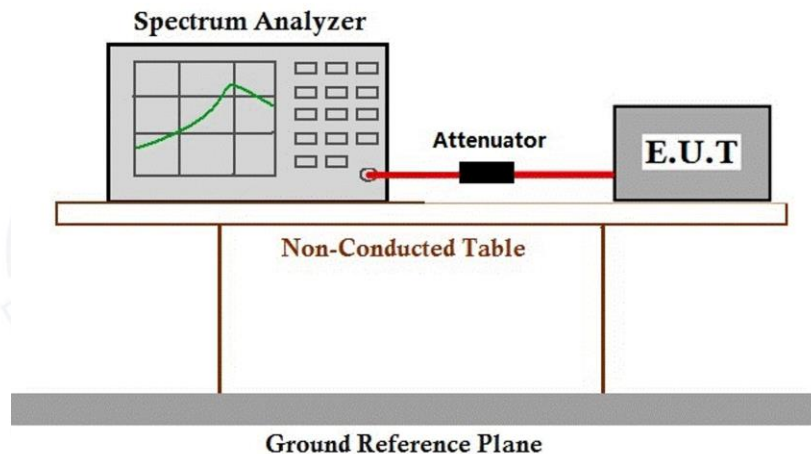 Spectrum Analyzer
Attenuator
E.U.T
Non-Conducted Table
Ground Reference Plane